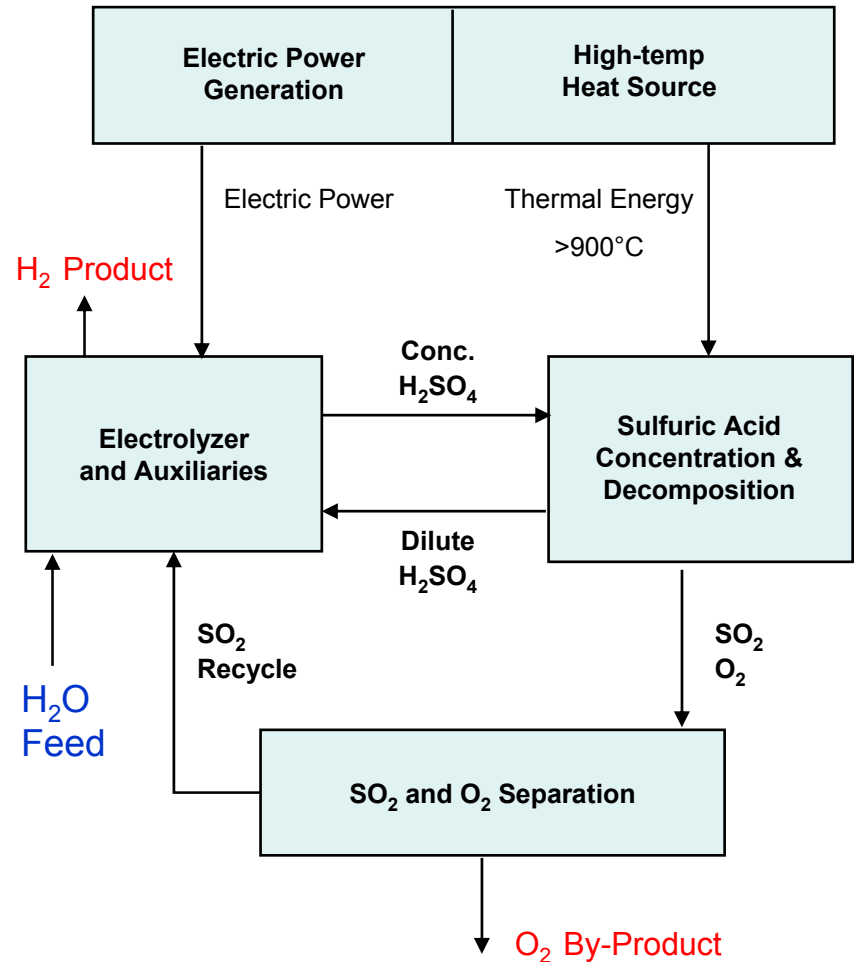 Electric Power
Generation
High-temp
Heat Source
Electric Power
Thermal Energy
>900°C
H₂ Product
Conc.
H₂SO₄
Electrolyzer
and Auxiliaries
Sulfuric Acid
Concentration &
Decomposition
Dilute
H₂SO₄
SO₂
Recycle
SO₂
O₂
H₂O
Feed
SO₂ and O₂ Separation
O₂ By-Product